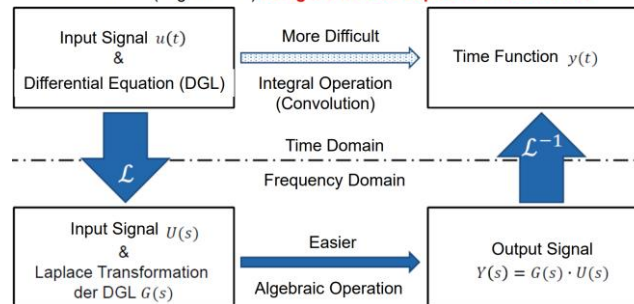 Input Signal u(t)
&
Differential Equation (DGL)
More Difficult
Integral Operation
(Convolution)
Time Function y(t)
ℒ
ℒ⁻¹
Time Domain
Frequency Domain
Input Signal U(s)
&
Laplace Transformation
der DGL G(s)
Easier
Algebraic Operation
Output Signal
Y(s) = G(s) · U(s)